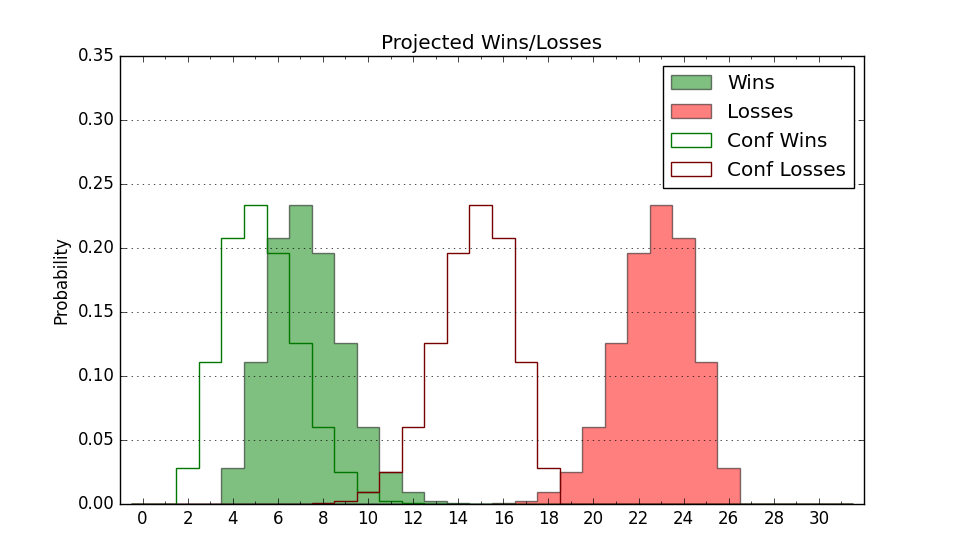 Projected Wins/Losses
0.35
0.30
0.25
0.20
0.15
0.10
0.05
0.00
Probability
Wins
Losses
Conf Wins
Conf Losses
0 2 4 6 8 10 12 14 16 18 20 22 24 26 28 30